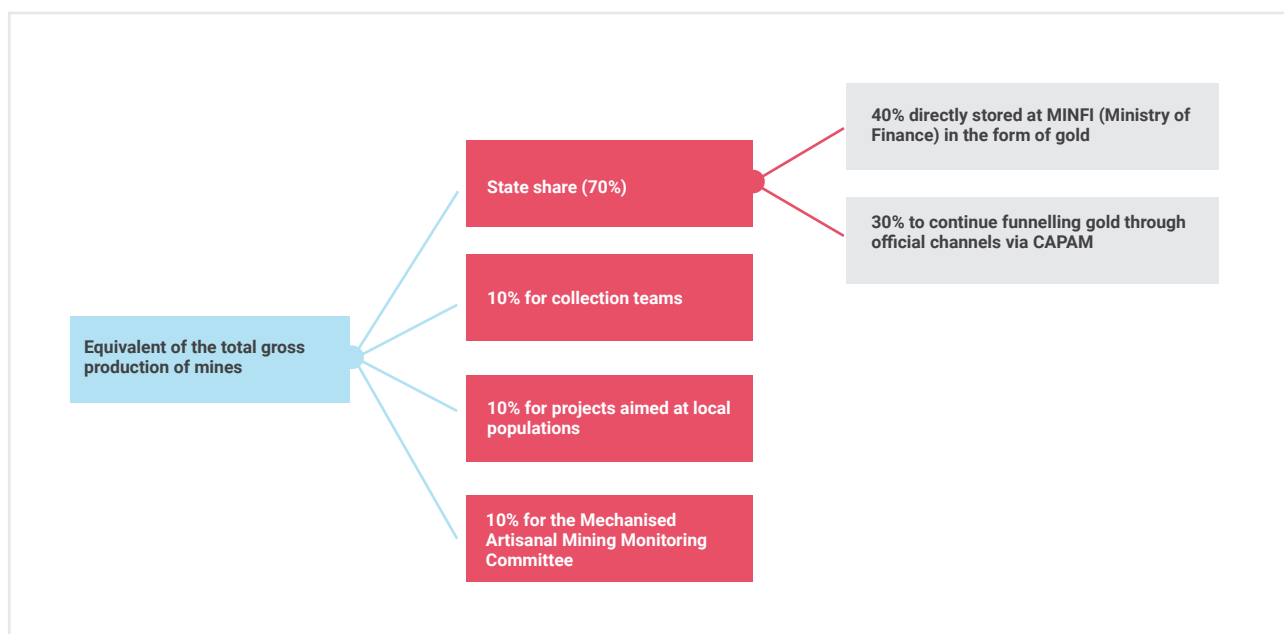 Equivalent of the total gross
production of mines
State share (70%)
10% for collection teams
10% for projects aimed at local
populations
10% for the Mechanised
Artisanal Mining Monitoring
Committee
40% directly stored at MINFI (Ministry of
Finance) in the form of gold
30% to continue funnelling gold through
official channels via CAPAM